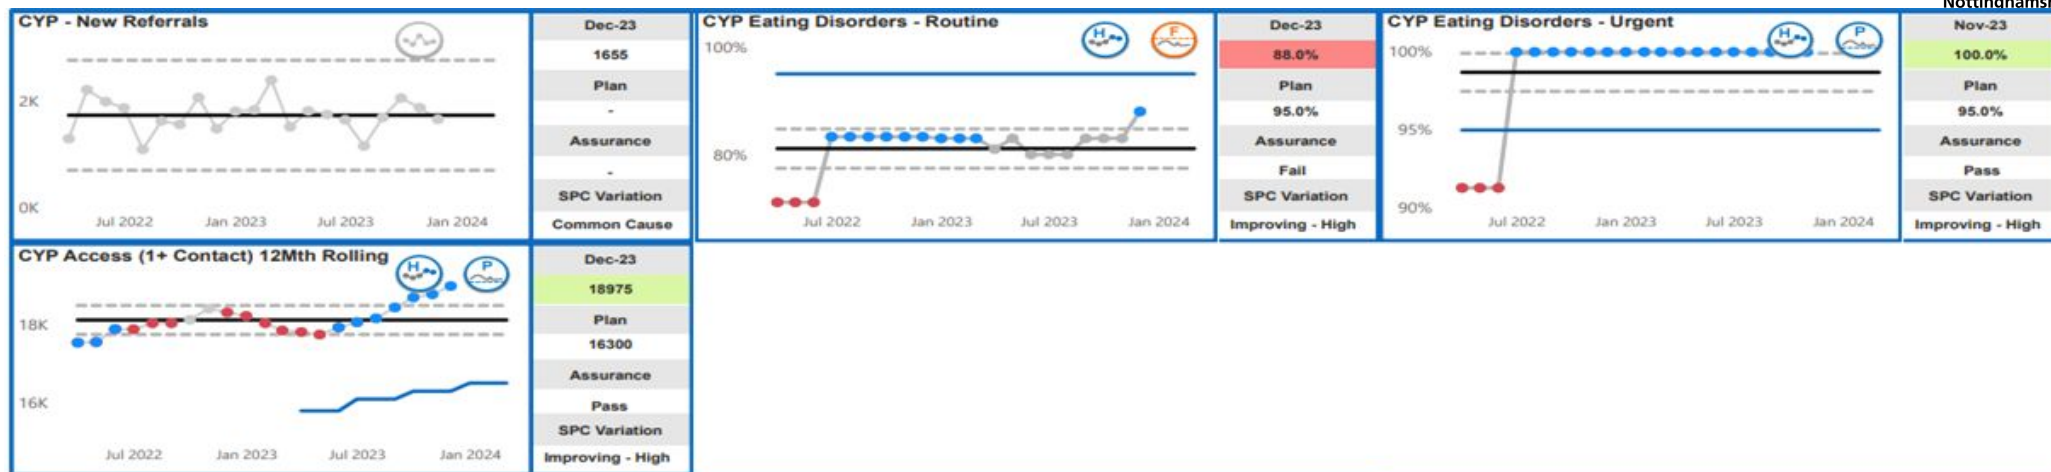 Nottinghamsh
CYP - New Referrals
2K
0K
Jul 2022 Jan 2023 Jul 2023 Jan 2024
Dec-23
1655
Plan
-
Assurance
-
SPC Variation
Common Cause
CYP Eating Disorders - Routine
H
F
100%
80%
Jul 2022 Jan 2023 Jul 2023 Jan 2024
Dec-23
88.0%
Plan
95.0%
Assurance
Fail
SPC Variation
Improving - High
CYP Eating Disorders - Urgent
H
P
100%
95%
90%
Jul 2022 Jan 2023 Jul 2023 Jan 2024
Nov-23
100.0%
Plan
95.0%
Assurance
Pass
SPC Variation
Improving - High
CYP Access (1+ Contact) 12Mth Rolling
H
P
18K
16K
Jul 2022 Jan 2023 Jul 2023 Jan 2024
Dec-23
18975
Plan
16300
Assurance
Pass
SPC Variation
Improving - High